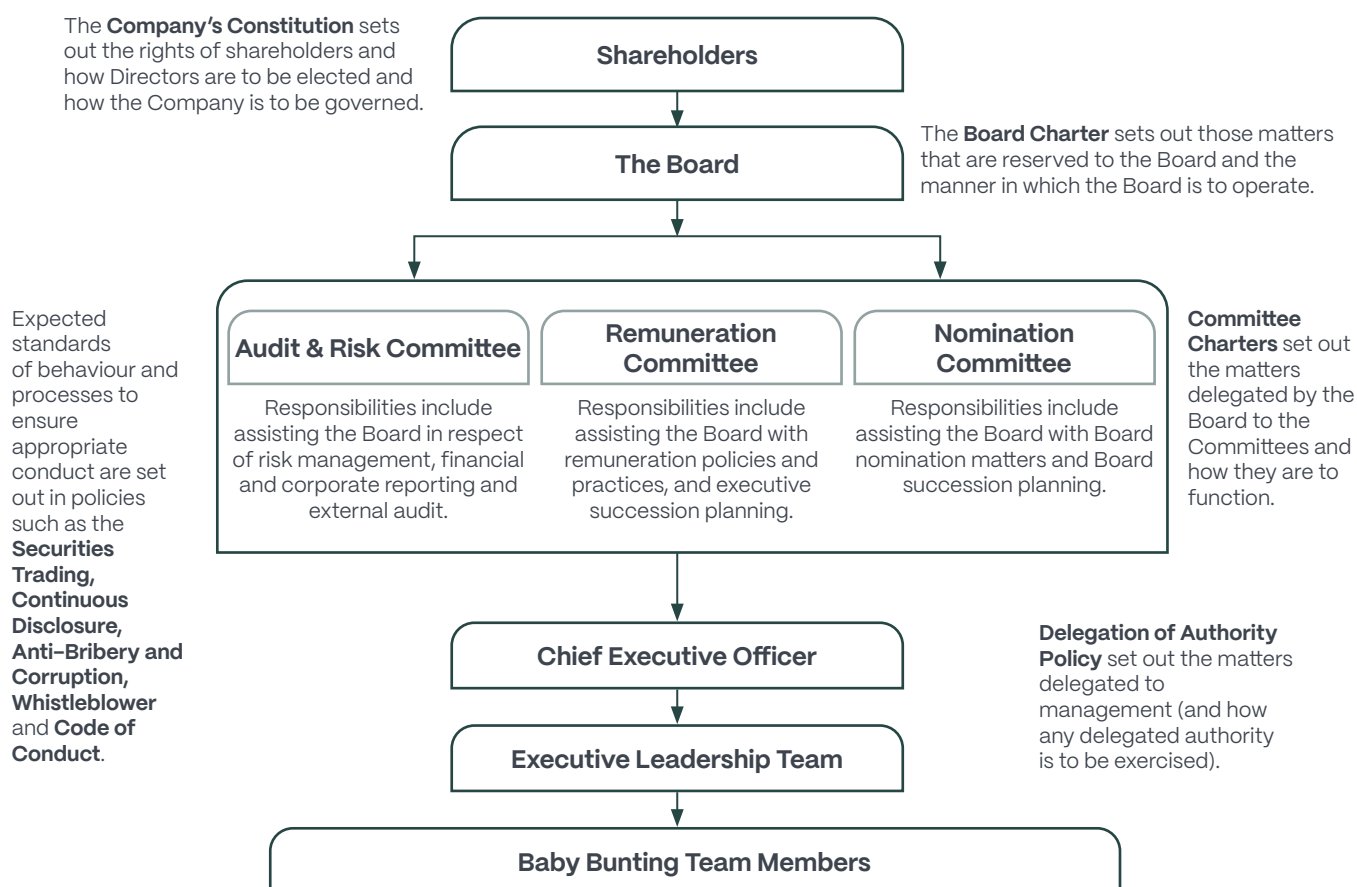 The Company's Constitution sets
out the rights of shareholders and
how Directors are to be elected and
how the Company is to be governed.
Shareholders
The Board
The Board Charter sets out those matters
that are reserved to the Board and the
manner in which the Board is to operate.
Expected
standards
of behaviour and
processes to
ensure
appropriate
conduct are set
out in policies
such as the
Securities
Trading,
Continuous
Disclosure,
Anti-Bribery and
Corruption,
Whistleblower
and Code of
Conduct.
Audit & Risk Committee
Responsibilities include
assisting the Board in respect
of risk management, financial
and corporate reporting and
external audit.
Remuneration
Committee
Responsibilities include
assisting the Board with
remuneration policies and
practices, and executive
succession planning.
Nomination
Committee
Responsibilities include
assisting the Board with Board
nomination matters and Board
succession planning.
Committee
Charters set out
the matters
delegated by the
Board to the
Committees and
how they are to
function.
Chief Executive Officer
Delegation of Authority
Policy set out the matters
delegated to
management (and how
any delegated authority
is to be exercised).
Executive Leadership Team
Baby Bunting Team Members